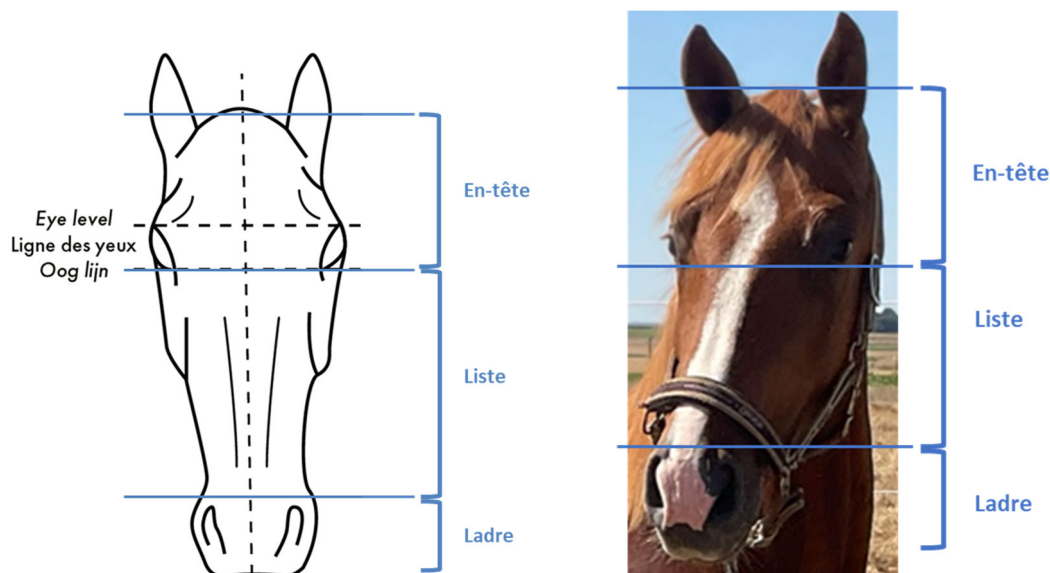 En-tête
Eye level
Ligne des yeux
Oog lijn
Liste
Ladre
En-tête
Liste
Ladre